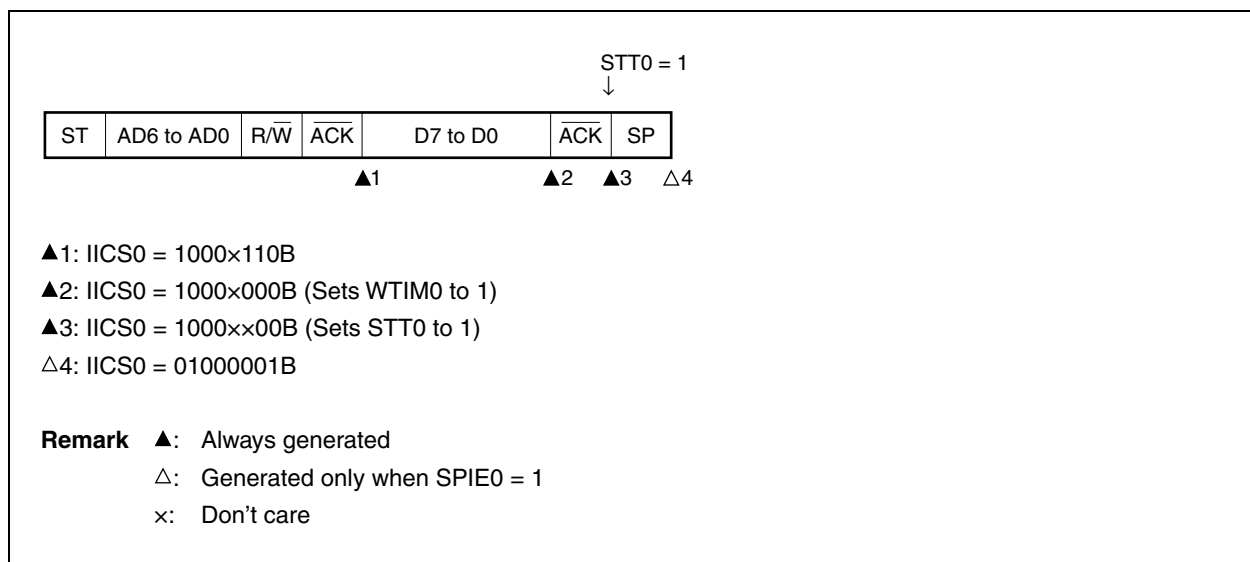 STT0 = 1
↓
ST AD6 to AD0 R/W̅ A̅C̅K̅ D7 to D0 A̅C̅K̅ SP
▲1 ▲2 ▲3 △4
▲1: IICS0 = 1000×110B
▲2: IICS0 = 1000×000B (Sets WTIM0 to 1)
▲3: IICS0 = 1000××00B (Sets STT0 to 1)
△4: IICS0 = 01000001B
Remark ▲: Always generated
△: Generated only when SPIE0 = 1
×: Don't care